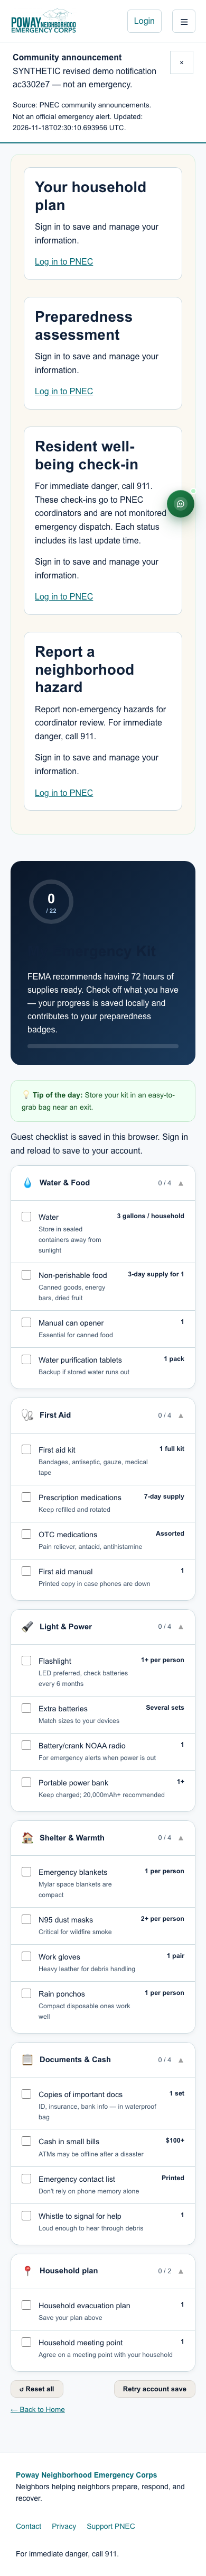 POWAY NEIGHBORHOOD
EMERGENCY CORPS
Login
Community announcement
SYNTHETIC revised demo notification
ac3302e7 — not an emergency.
×
Source: PNEC community announcements.
Not an official emergency alert. Updated:
2026-11-18T02:30:10.693956 UTC.
Your household
plan
Sign in to save and manage your
information.
Log in to PNEC
Preparedness
assessment
Sign in to save and manage your
information.
Log in to PNEC
Resident well-
being check-in
For immediate danger, call 911.
These check-ins go to PNEC
coordinators and are not monitored
emergency dispatch. Each status
includes its last update time.
Sign in to save and manage your
information.
Log in to PNEC
Report a
neighborhood
hazard
Report non-emergency hazards for
coordinator review. For immediate
danger, call 911.
Sign in to save and manage your
information.
Log in to PNEC
0
/ 22
Emergency Kit
FEMA recommends having 72 hours of
supplies ready. Check off what you have
— your progress is saved locally and
contributes to your preparedness
badges.
Tip of the day: Store your kit in an easy-to-
grab bag near an exit.
Guest checklist is saved in this browser. Sign in
and reload to save to your account.
Water & Food 0 / 4 ▲
Water 3 gallons / household
Store in sealed
containers away from
sunlight
Non-perishable food 3-day supply for 1
Canned goods, energy
bars, dried fruit
Manual can opener 1
Essential for canned food
Water purification tablets 1 pack
Backup if stored water runs out
First Aid 0 / 4 ▲
First aid kit 1 full kit
Bandages, antiseptic, gauze, medical
tape
Prescription medications 7-day supply
Keep refilled and rotated
OTC medications Assorted
Pain reliever, antacid, antihistamine
First aid manual 1
Printed copy in case phones are down
Light & Power 0 / 4 ▲
Flashlight 1+ per person
LED preferred, check batteries
every 6 months
Extra batteries Several sets
Match sizes to your devices
Battery/crank NOAA radio 1
For emergency alerts when power is out
Portable power bank 1+
Keep charged; 20,000mAh+ recommended
Shelter & Warmth 0 / 4 ▲
Emergency blankets 1 per person
Mylar space blankets are
compact
N95 dust masks 2+ per person
Critical for wildfire smoke
Work gloves 1 pair
Heavy leather for debris handling
Rain ponchos 1 per person
Compact disposable ones work
well
Documents & Cash 0 / 4 ▲
Copies of important docs 1 set
ID, insurance, bank info — in waterproof
bag
Cash in small bills $100+
ATMs may be offline after a disaster
Emergency contact list Printed
Don't rely on phone memory alone
Whistle to signal for help 1
Loud enough to hear through debris
Household plan 0 / 2 ▲
Household evacuation plan 1
Save your plan above
Household meeting point 1
Agree on a meeting point with your household
↺ Reset all
Retry account save
← Back to Home
Poway Neighborhood Emergency Corps
Neighbors helping neighbors prepare, respond, and
recover.
Contact Privacy Support PNEC
For immediate danger, call 911.